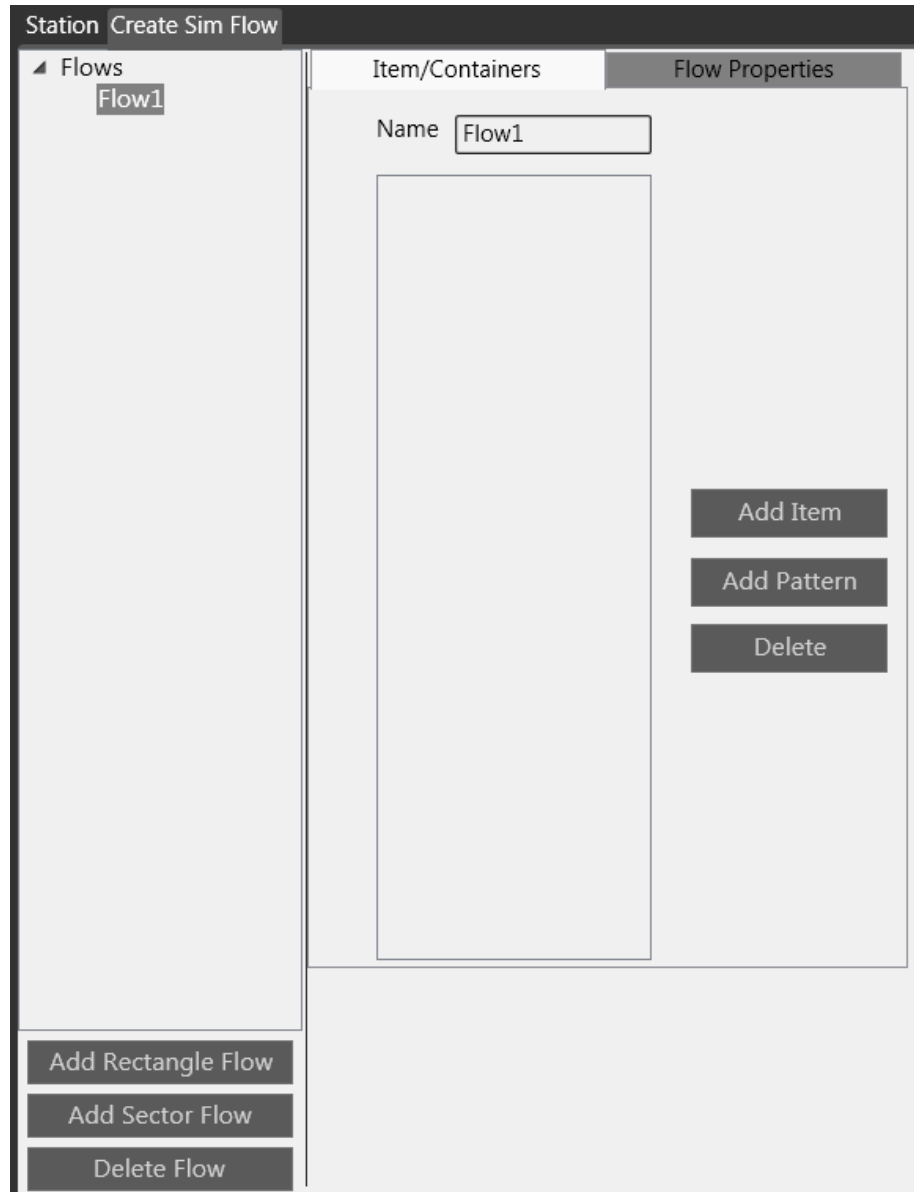 Station Create Sim Flow
Flows
Flow1
Item/Containers Flow Properties
Name Flow1
Add Item
Add Pattern
Delete
Add Rectangle Flow
Add Sector Flow
Delete Flow